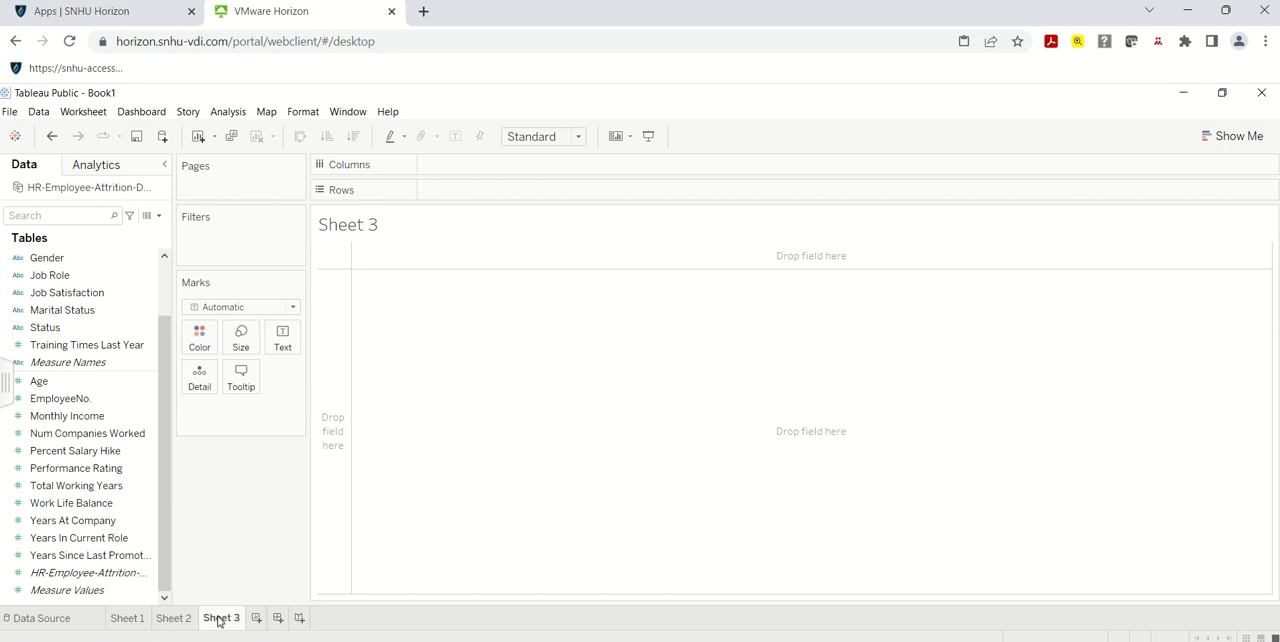 Apps | SNHU Horizon
VMware Horizon
horizon.snhu-vdi.com/portal/webclient/#/desktop
https://snhu-access...
Tableau Public - Book1
File Data Worksheet Dashboard Story Analysis Map Format Window Help
Standard
Show Me
Data
Analytics
HR-Employee-Attrition-D...
Search
Tables
Abc Gender
Abc Job Role
Abc Job Satisfaction
Abc Marital Status
Abc Status
# Training Times Last Year
Abc Measure Names
# Age
# EmployeeNo.
# Monthly Income
# Num Companies Worked
# Percent Salary Hike
# Performance Rating
# Total Working Years
# Work Life Balance
# Years At Company
# Years In Current Role
# Years Since Last Promot...
# HR-Employee-Attrition-...
# Measure Values
Pages
Filters
Marks
Automatic
Color
Size
Text
Detail
Tooltip
Columns
Rows
Sheet 3
Drop field here
Drop
field
here
Drop field here
Data Source
Sheet 1
Sheet 2
Sheet 3